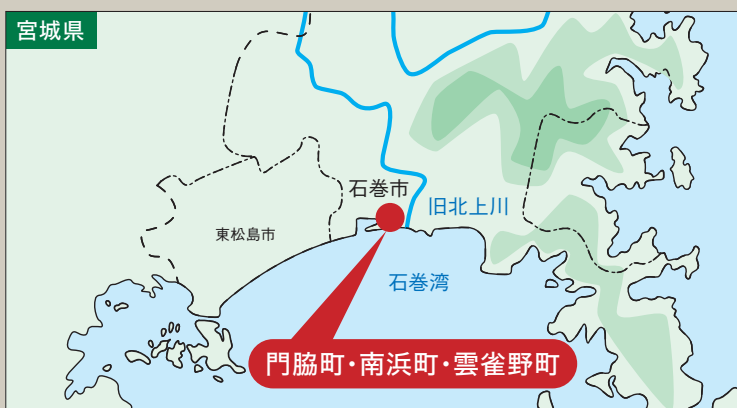 宮城県
石巻市
旧北上川
東松島市
石巻湾
門脇町・南浜町・雲雀野町